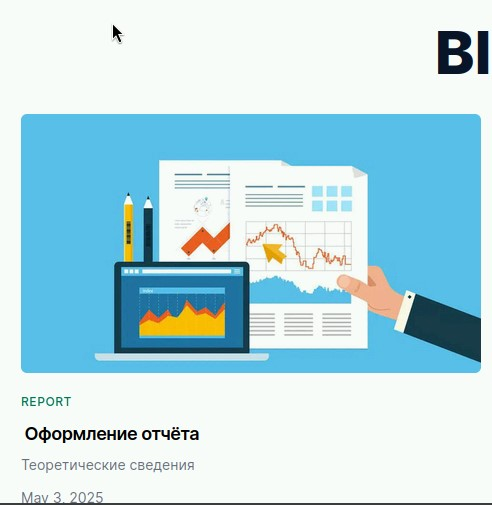 BI
REPORT
Оформление отчёта
Теоретические сведения
May 3, 2025